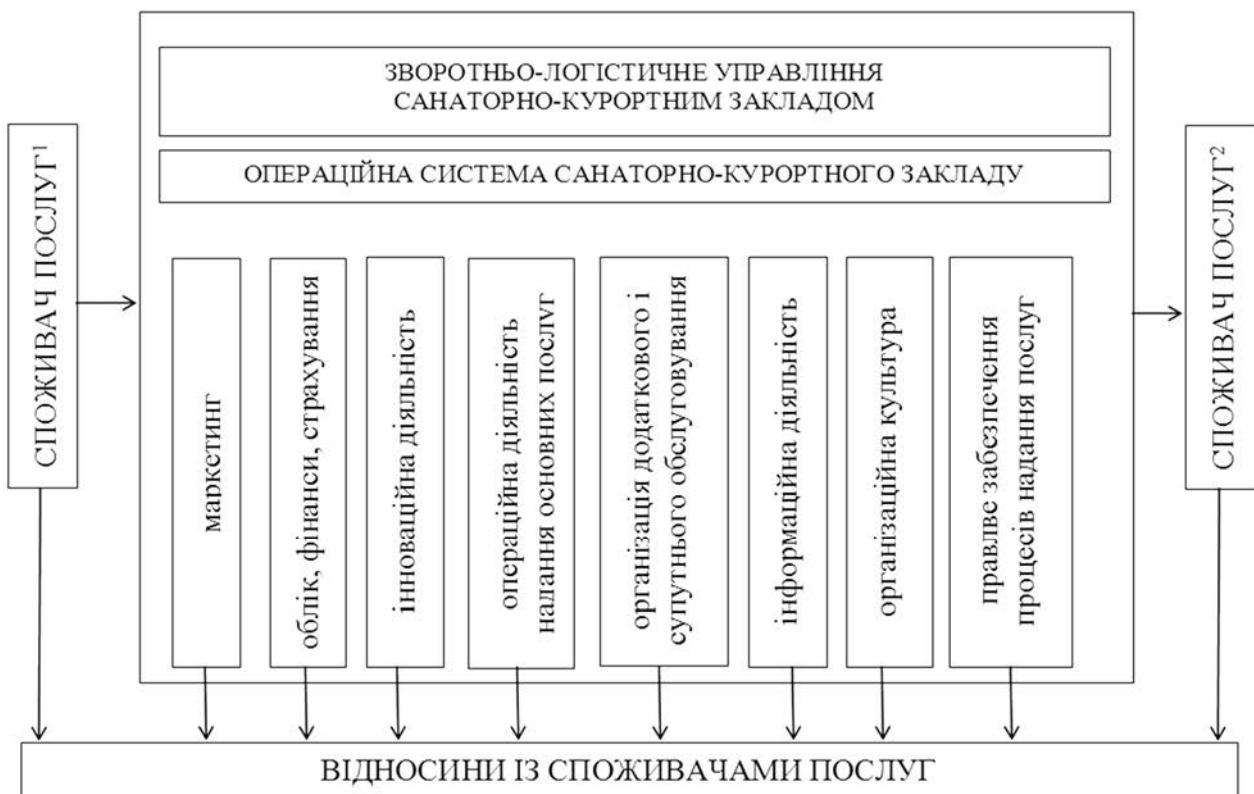 ЗВОРОТНЬО-ЛОГІСТИЧНЕ УПРАВЛІННЯ
САНАТОРНО-КУРОРТНИМ ЗАКЛАДОМ
ОПЕРАЦІЙНА СИСТЕМА САНАТОРНО-КУРОРТНОГО ЗАКЛАДУ
СПОЖИВАЧ ПОСЛУГ¹
маркетинг
облік, фінанси, страхування
інноваційна діяльність
операційна діяльність
надання основних послуг
організація додаткового і
супутнього обслуговування
інформаційна діяльність
організаційна культура
правлве забезпечення
процесів надання послуг
СПОЖИВАЧ ПОСЛУГ²
ВІДНОСИНИ ІЗ СПОЖИВАЧАМИ ПОСЛУГ